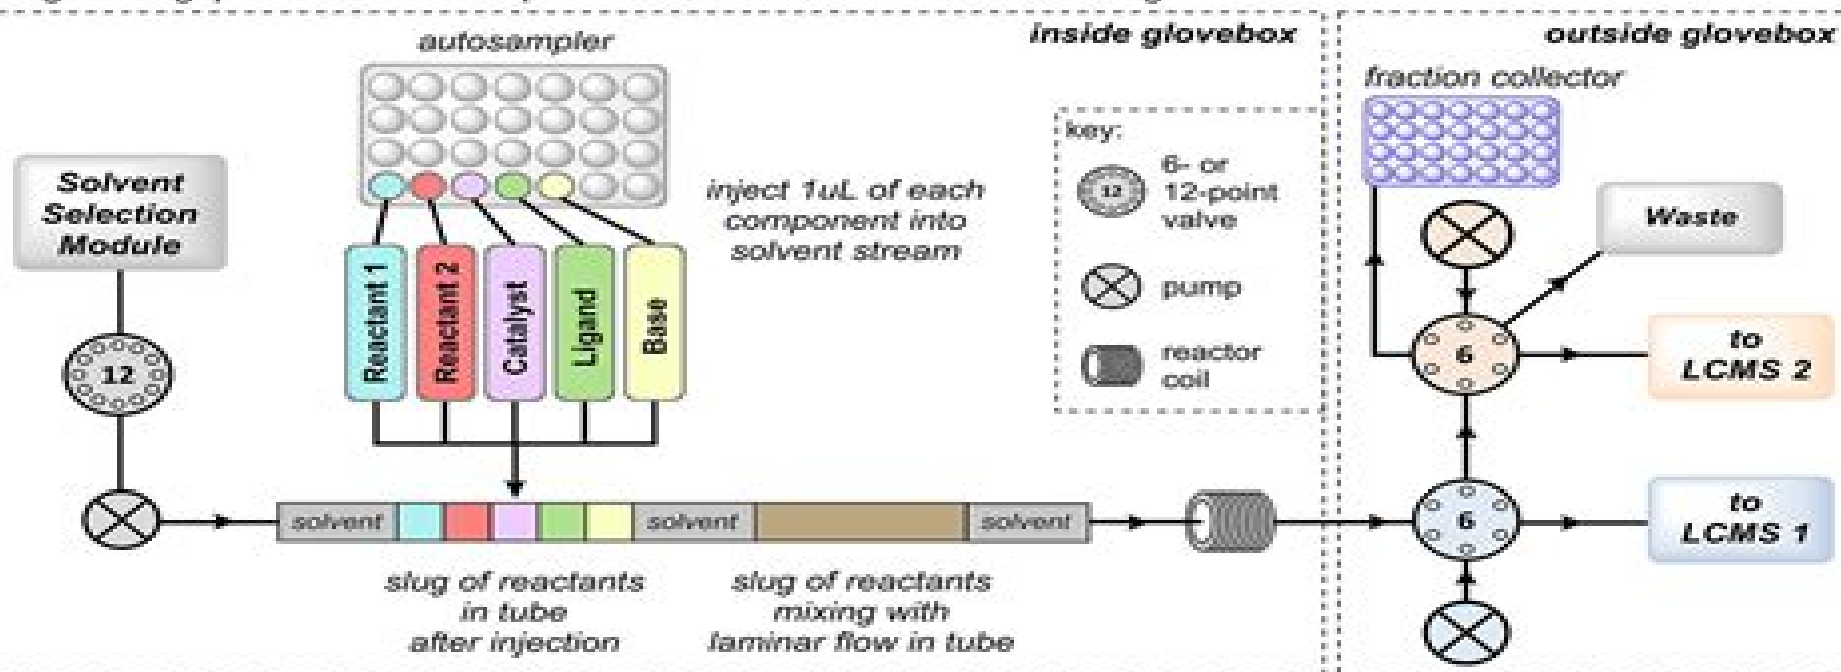 autosampler
inside glovebox
outside glovebox
fraction collector
key:
6- or
12-point
valve
12
pump
reactor
coil
Solvent
Selection
Module
12
inject 1uL of each
component into
solvent stream
Reactant 1
Reactant 2
Catalyst
Ligand
Base
Waste
6
to
LCMS 2
solvent
solvent
solvent
6
to
LCMS 1
slug of reactants
in tube
after injection
slug of reactants
mixing with
laminar flow in tube